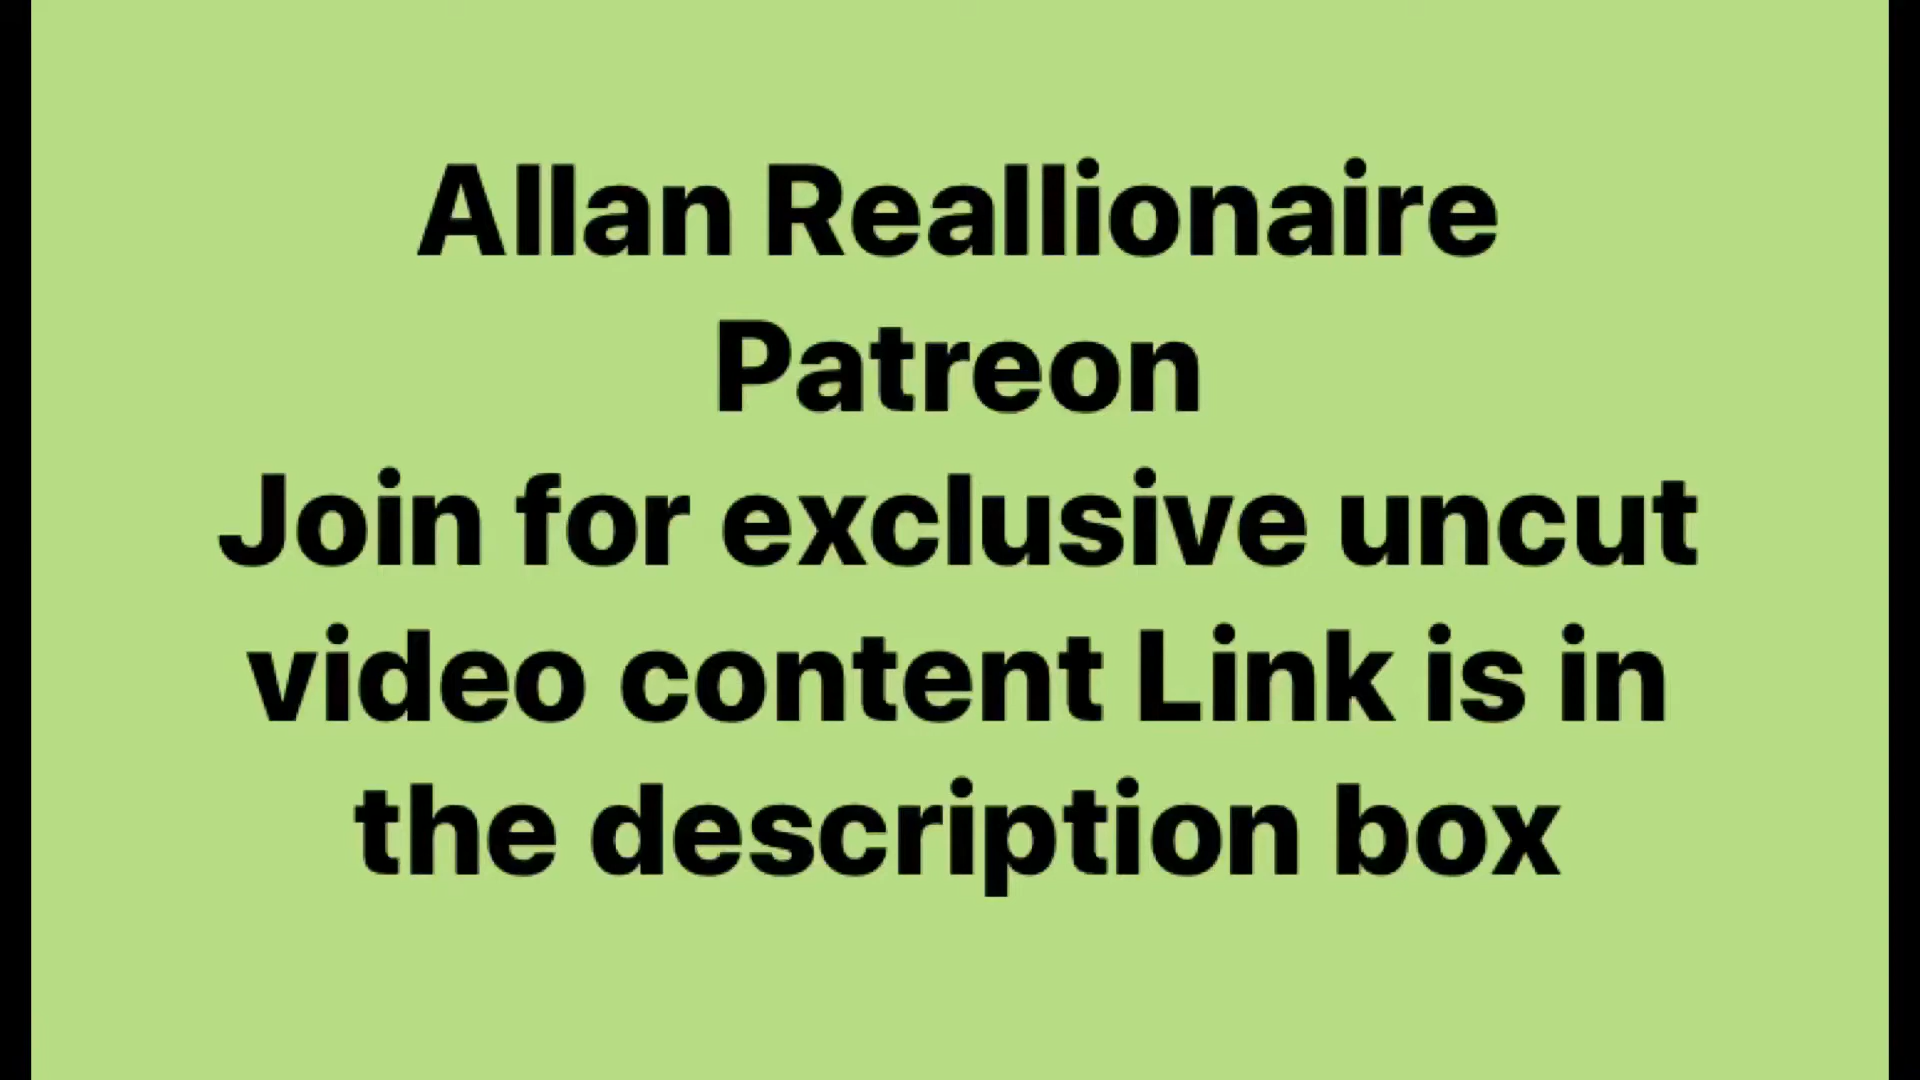 Allan Reallionaire
Patreon
Join for exclusive uncut
video content Link is in
the description box